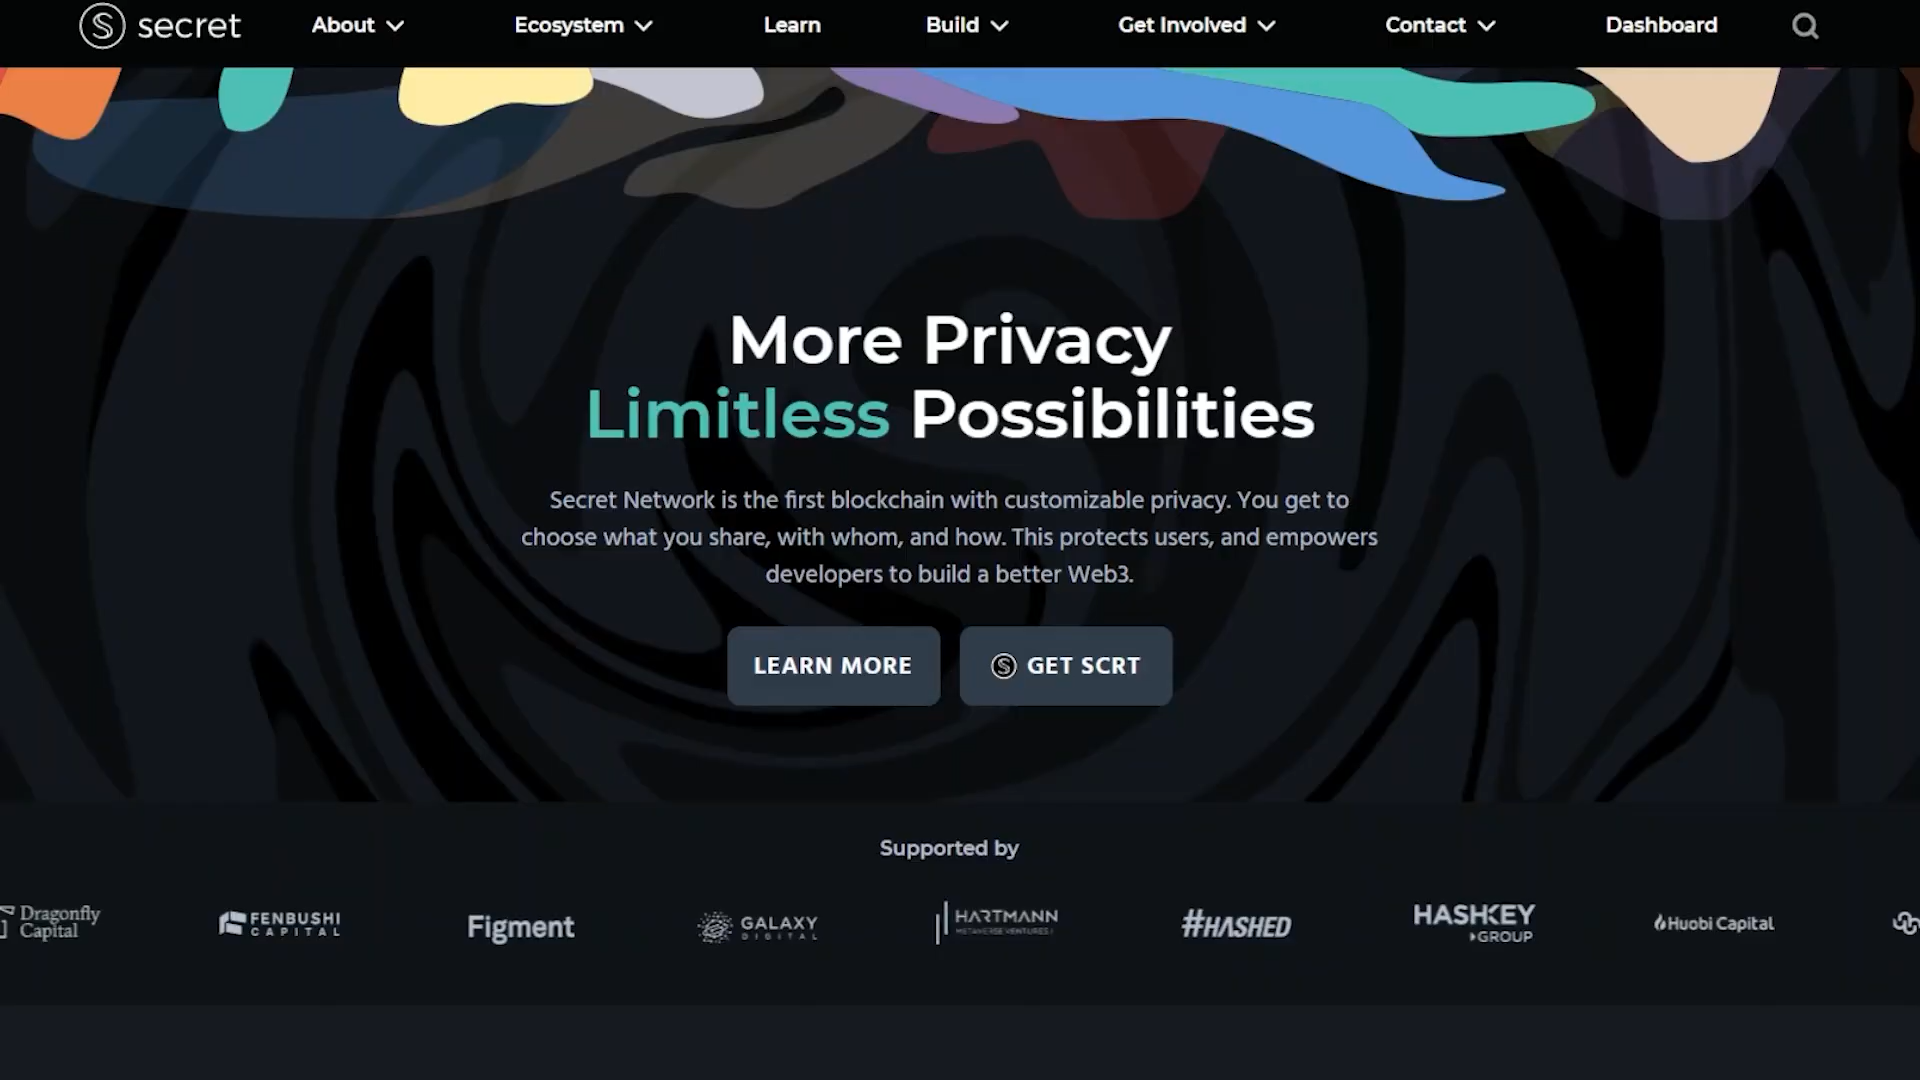 secret
About
Ecosystem
Learn
Build
Get Involved
Contact
Dashboard
More Privacy
Limitless Possibilities
Secret Network is the first blockchain with customizable privacy. You get to
choose what you share, with whom, and how. This protects users, and empowers
developers to build a better Web3.
LEARN MORE
GET SCRT
Supported by
Dragonfly
Capital
FENBUSHI
CAPITAL
Figment
GALAXY
DIGITAL
HARTMANN
METAVERSE VENTURES
#HASHED
HASHKEY
GROUP
Huobi Capital